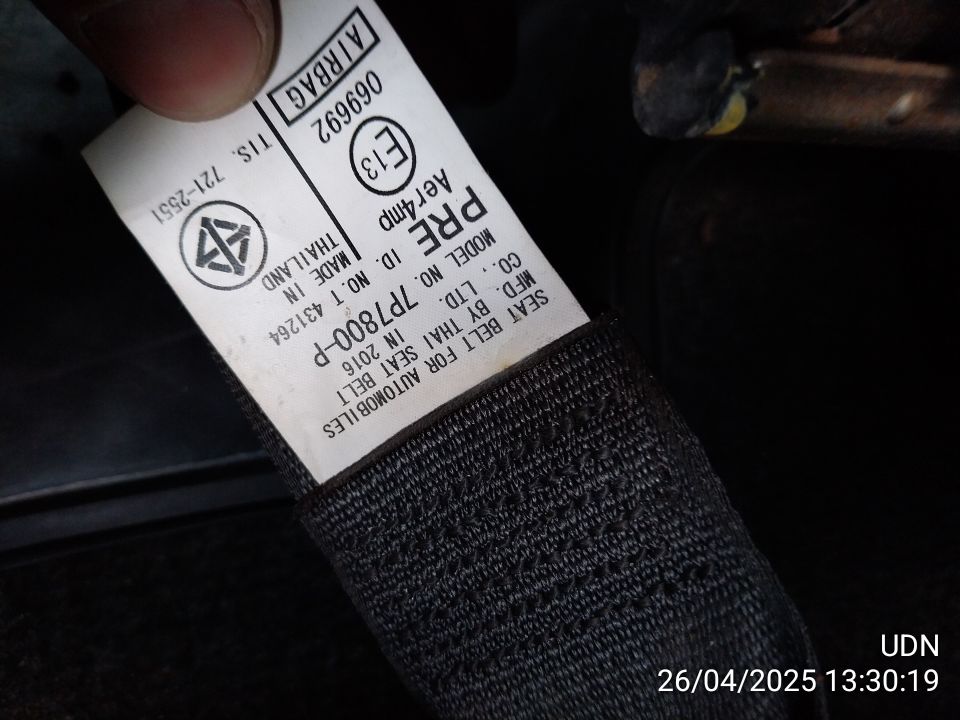 SEAT BELT FOR AUTOMOBILES
MFD. BY THAI SEAT BELT
CO., LTD. IN 2016
MODEL NO. 7P7800-P
PRE ID. NO. T 431264
Aer4mp
MADE IN
THAILAND
E13
069692
AIRBAG
TIS. 721-2551
UDN
26/04/2025 13:30:19